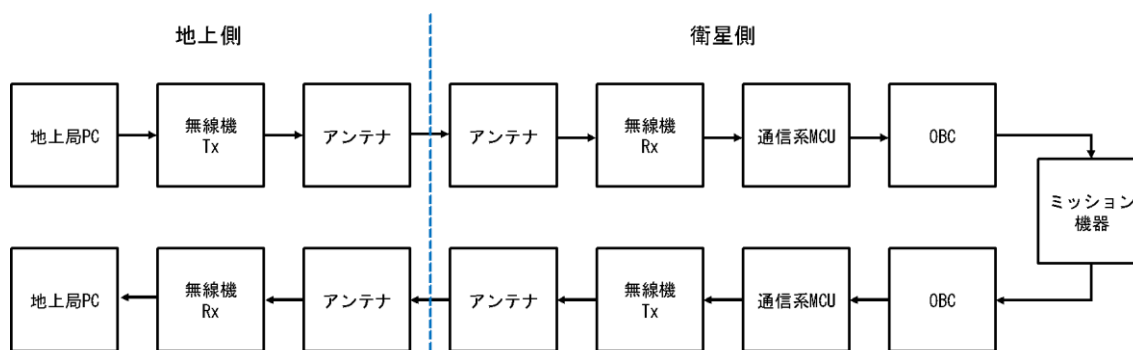 地上側
衛星側
地上局PC
無線機
Tx
アンテナ
アンテナ
無線機
Rx
通信系MCU
OBC
ミッション
機器
地上局PC
無線機
Rx
アンテナ
アンテナ
無線機
Tx
通信系MCU
OBC